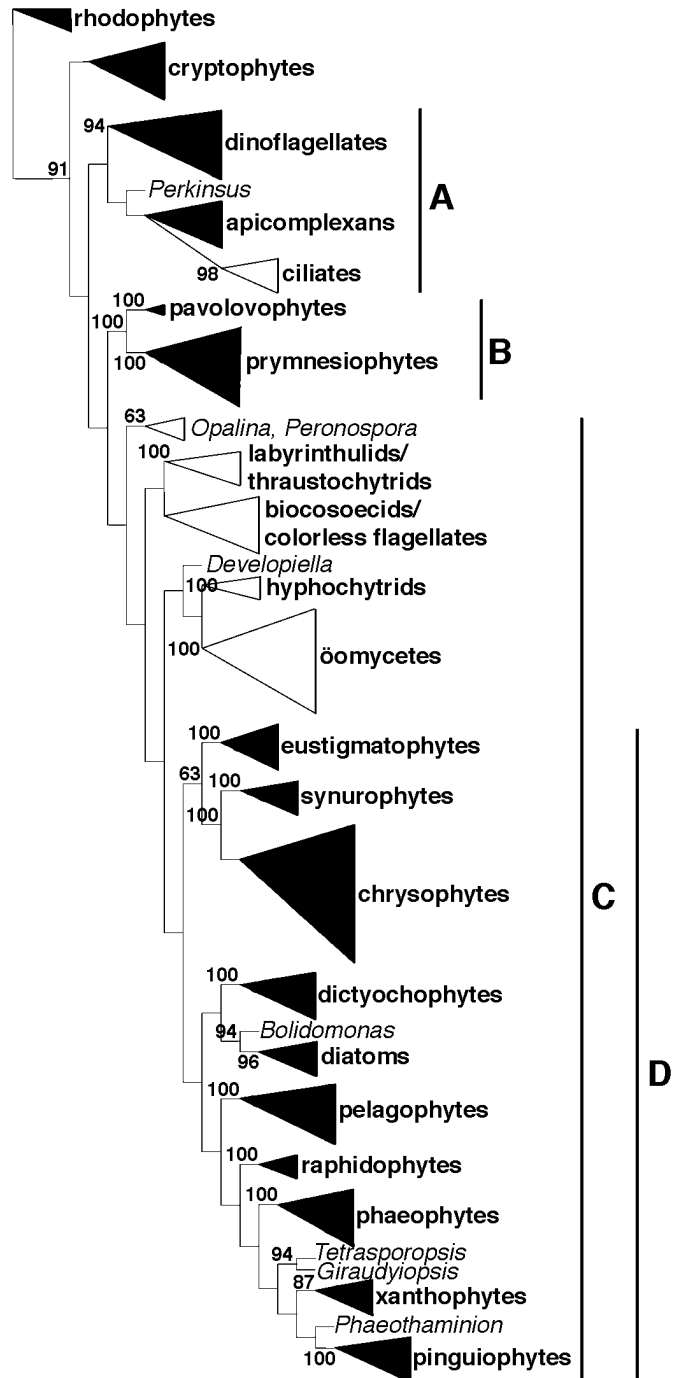 rhodophytes
cryptophytes
94
dinoflagellates
91
Perkinsus
A
apicomplexans
98
ciliates
100
pavolovophytes
100
B
100
prymnesiophytes
63
Opalina, Peronospora
100
labyrinthulids/
thraustochytrids
biocosoecids/
colorless flagellates
Developiella
100
hyphochytrids
100
öomycetes
100
eustigmatophytes
63
100
synurophytes
100
chrysophytes
C
100
dictyochophytes
94
Bolidomonas
96
diatoms
D
100
pelagophytes
100
raphidophytes
100
phaeophytes
94
Tetrasporopsis
Giraudyiopsis
87
xanthophytes
Phaeothaminion
100
pinguiophytes